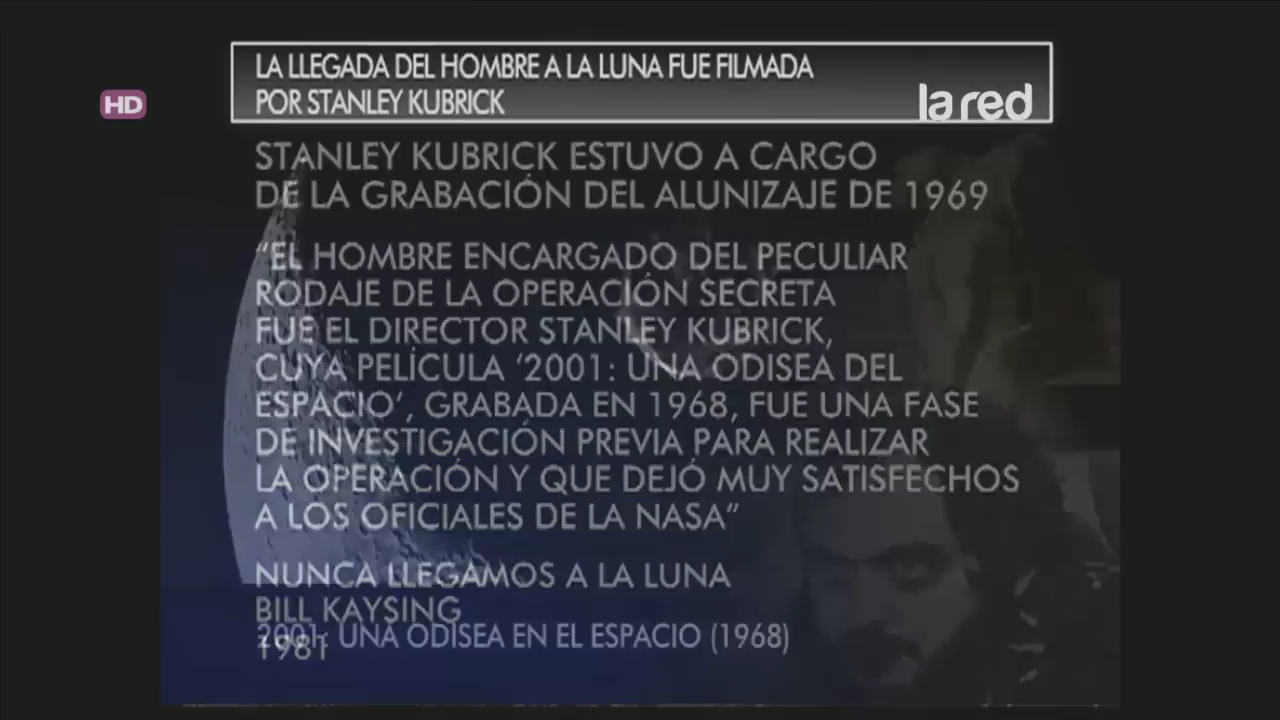 LA LLEGADA DEL HOMBRE A LA LUNA FUE FILMADA
POR STANLEY KUBRICK
HD
la red
STANLEY KUBRICK ESTUVO A CARGO
DE LA GRABACIÓN DEL ALUNIZAJE DE 1969
“EL HOMBRE ENCARGADO DEL PECULIAR
RODAJE DE LA OPERACIÓN SECRETA
FUE EL DIRECTOR STANLEY KUBRICK,
CUYA PELÍCULA ‘2001: UNA ODISEA DEL
ESPACIO’, GRABADA EN 1968, FUE UNA FASE
DE INVESTIGACIÓN PREVIA PARA REALIZAR
LA OPERACIÓN Y QUE DEJÓ MUY SATISFECHOS
A LOS OFICIALES DE LA NASA”
NUNCA LLEGAMOS A LA LUNA
BILL KAYSING
2001: UNA ODISEA EN EL ESPACIO (1968)
1981